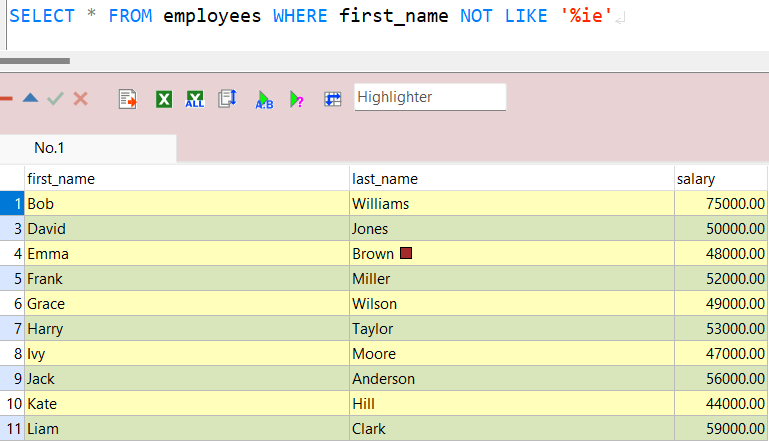 SELECT * FROM employees WHERE first_name NOT LIKE '%ie'
ALL A:B ? Highlighter
No.1
first_name last_name salary
1 Bob Williams 75000.00
3 David Jones 50000.00
4 Emma Brown 48000.00
5 Frank Miller 52000.00
6 Grace Wilson 49000.00
7 Harry Taylor 53000.00
8 Ivy Moore 47000.00
9 Jack Anderson 56000.00
10 Kate Hill 44000.00
11 Liam Clark 59000.00